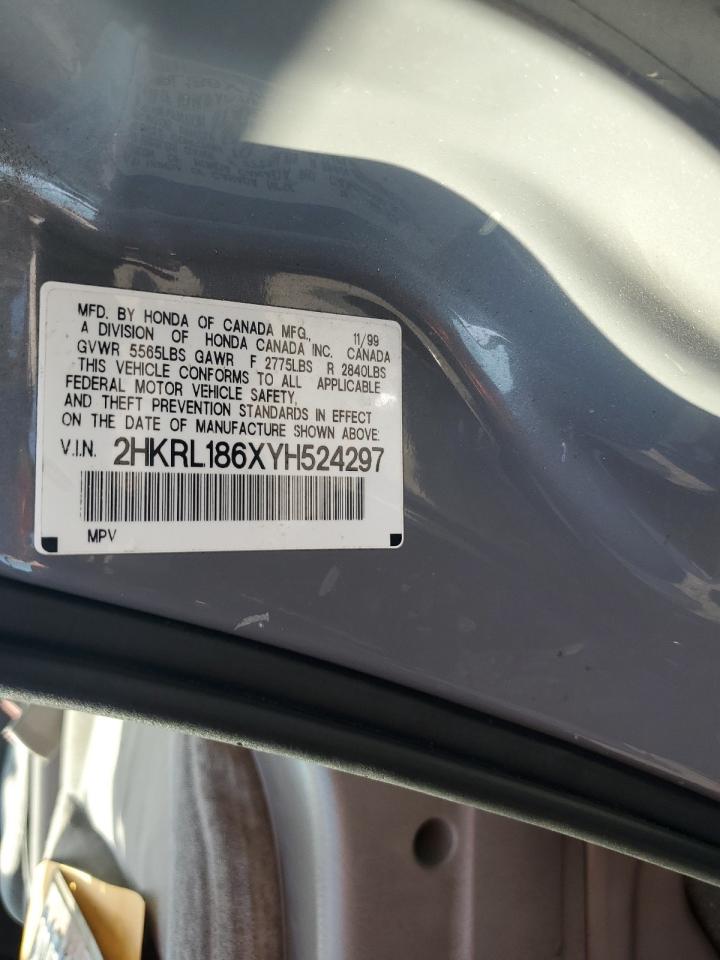 MFD. BY HONDA OF CANADA MFG., 11/99
A DIVISION OF HONDA CANADA INC. CANADA
GVWR 5565LBS GAWR F 2775LBS R 2840LBS
THIS VEHICLE CONFORMS TO ALL APPLICABLE
FEDERAL MOTOR VEHICLE SAFETY,
AND THEFT PREVENTION STANDARDS IN EFFECT
ON THE DATE OF MANUFACTURE SHOWN ABOVE:
V.I.N. 2HKRL186XYH524297
MPV